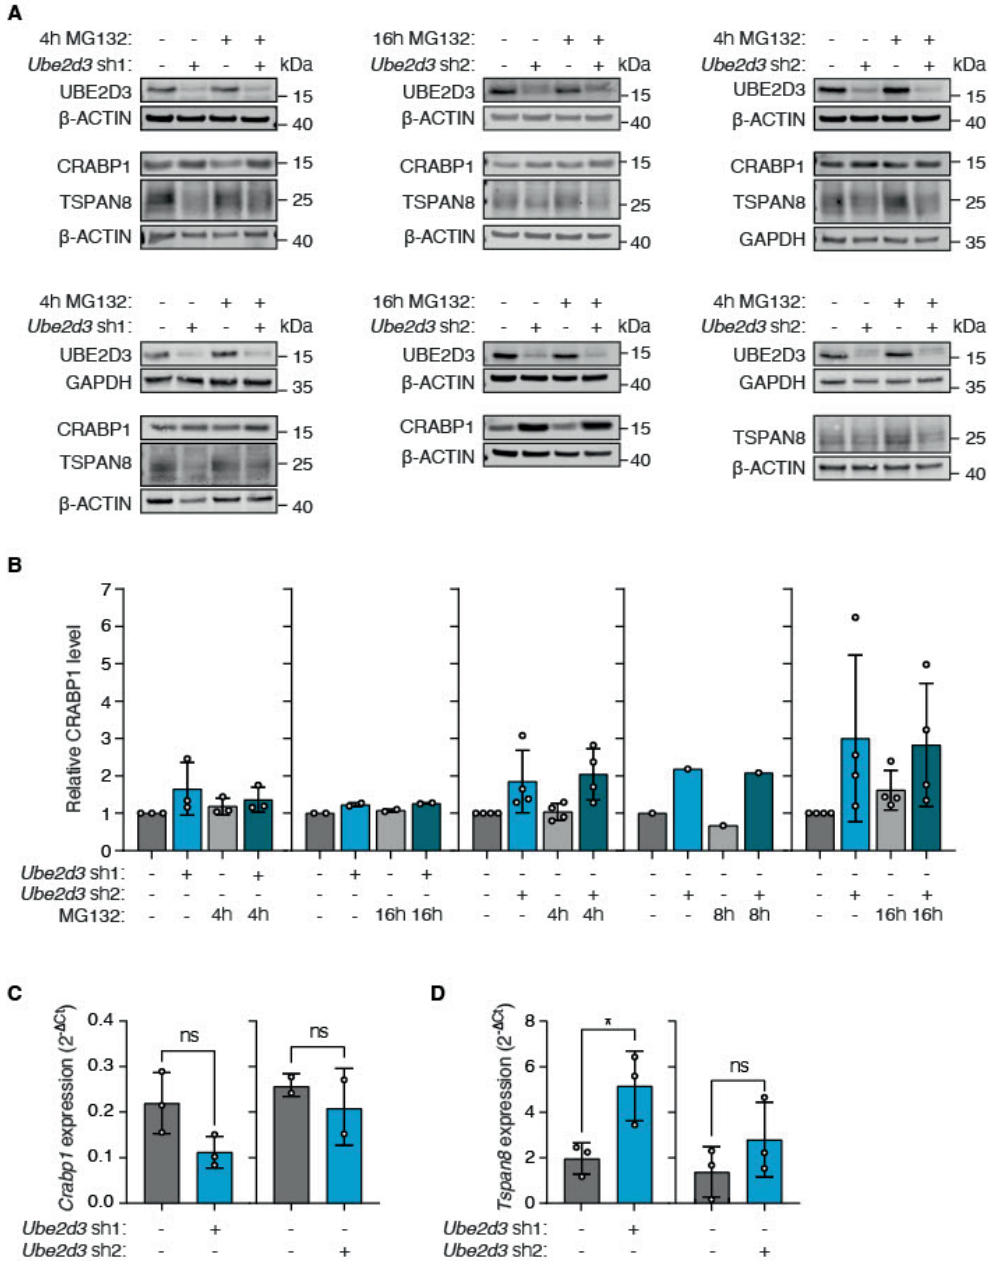 A
4h MG132: - - + +
Ube2d3 sh1: - + - + kDa
UBE2D3 15
β-ACTIN 40
CRABP1 15
TSPAN8 25
β-ACTIN 40
16h MG132: - - + +
Ube2d3 sh2: - + - + kDa
UBE2D3 15
β-ACTIN 40
CRABP1 15
TSPAN8 25
β-ACTIN 40
4h MG132: - - + +
Ube2d3 sh2: - + - + kDa
UBE2D3 15
β-ACTIN 40
CRABP1 15
TSPAN8 25
GAPDH 35
4h MG132: - - + +
Ube2d3 sh1: - + - + kDa
UBE2D3 15
GAPDH 35
CRABP1 15
TSPAN8 25
β-ACTIN 40
16h MG132: - - + +
Ube2d3 sh2: - + - + kDa
UBE2D3 15
β-ACTIN 40
CRABP1 15
β-ACTIN 40
4h MG132: - - + +
Ube2d3 sh2: - + - + kDa
UBE2D3 15
GAPDH 35
TSPAN8 25
β-ACTIN 40
B
Relative CRABP1 level
7
6
5
4
3
2
1
0
Ube2d3 sh1: - + - + - + - + - - - - - - - - - - - -
Ube2d3 sh2: - - - - - - - - - + - + - + - + - + - +
MG132: - - 4h 4h - - 16h 16h - - 4h 4h - - 8h 8h - - 16h 16h
C
Crabp1 expression (2^-ΔCt)
0.4
0.3
0.2
0.1
0.0
ns
ns
Ube2d3 sh1: - + - -
Ube2d3 sh2: - - - +
D
Tspan8 expression (2^-ΔCt)
8
6
4
2
0
*
ns
Ube2d3 sh1: - + - -
Ube2d3 sh2: - - - +